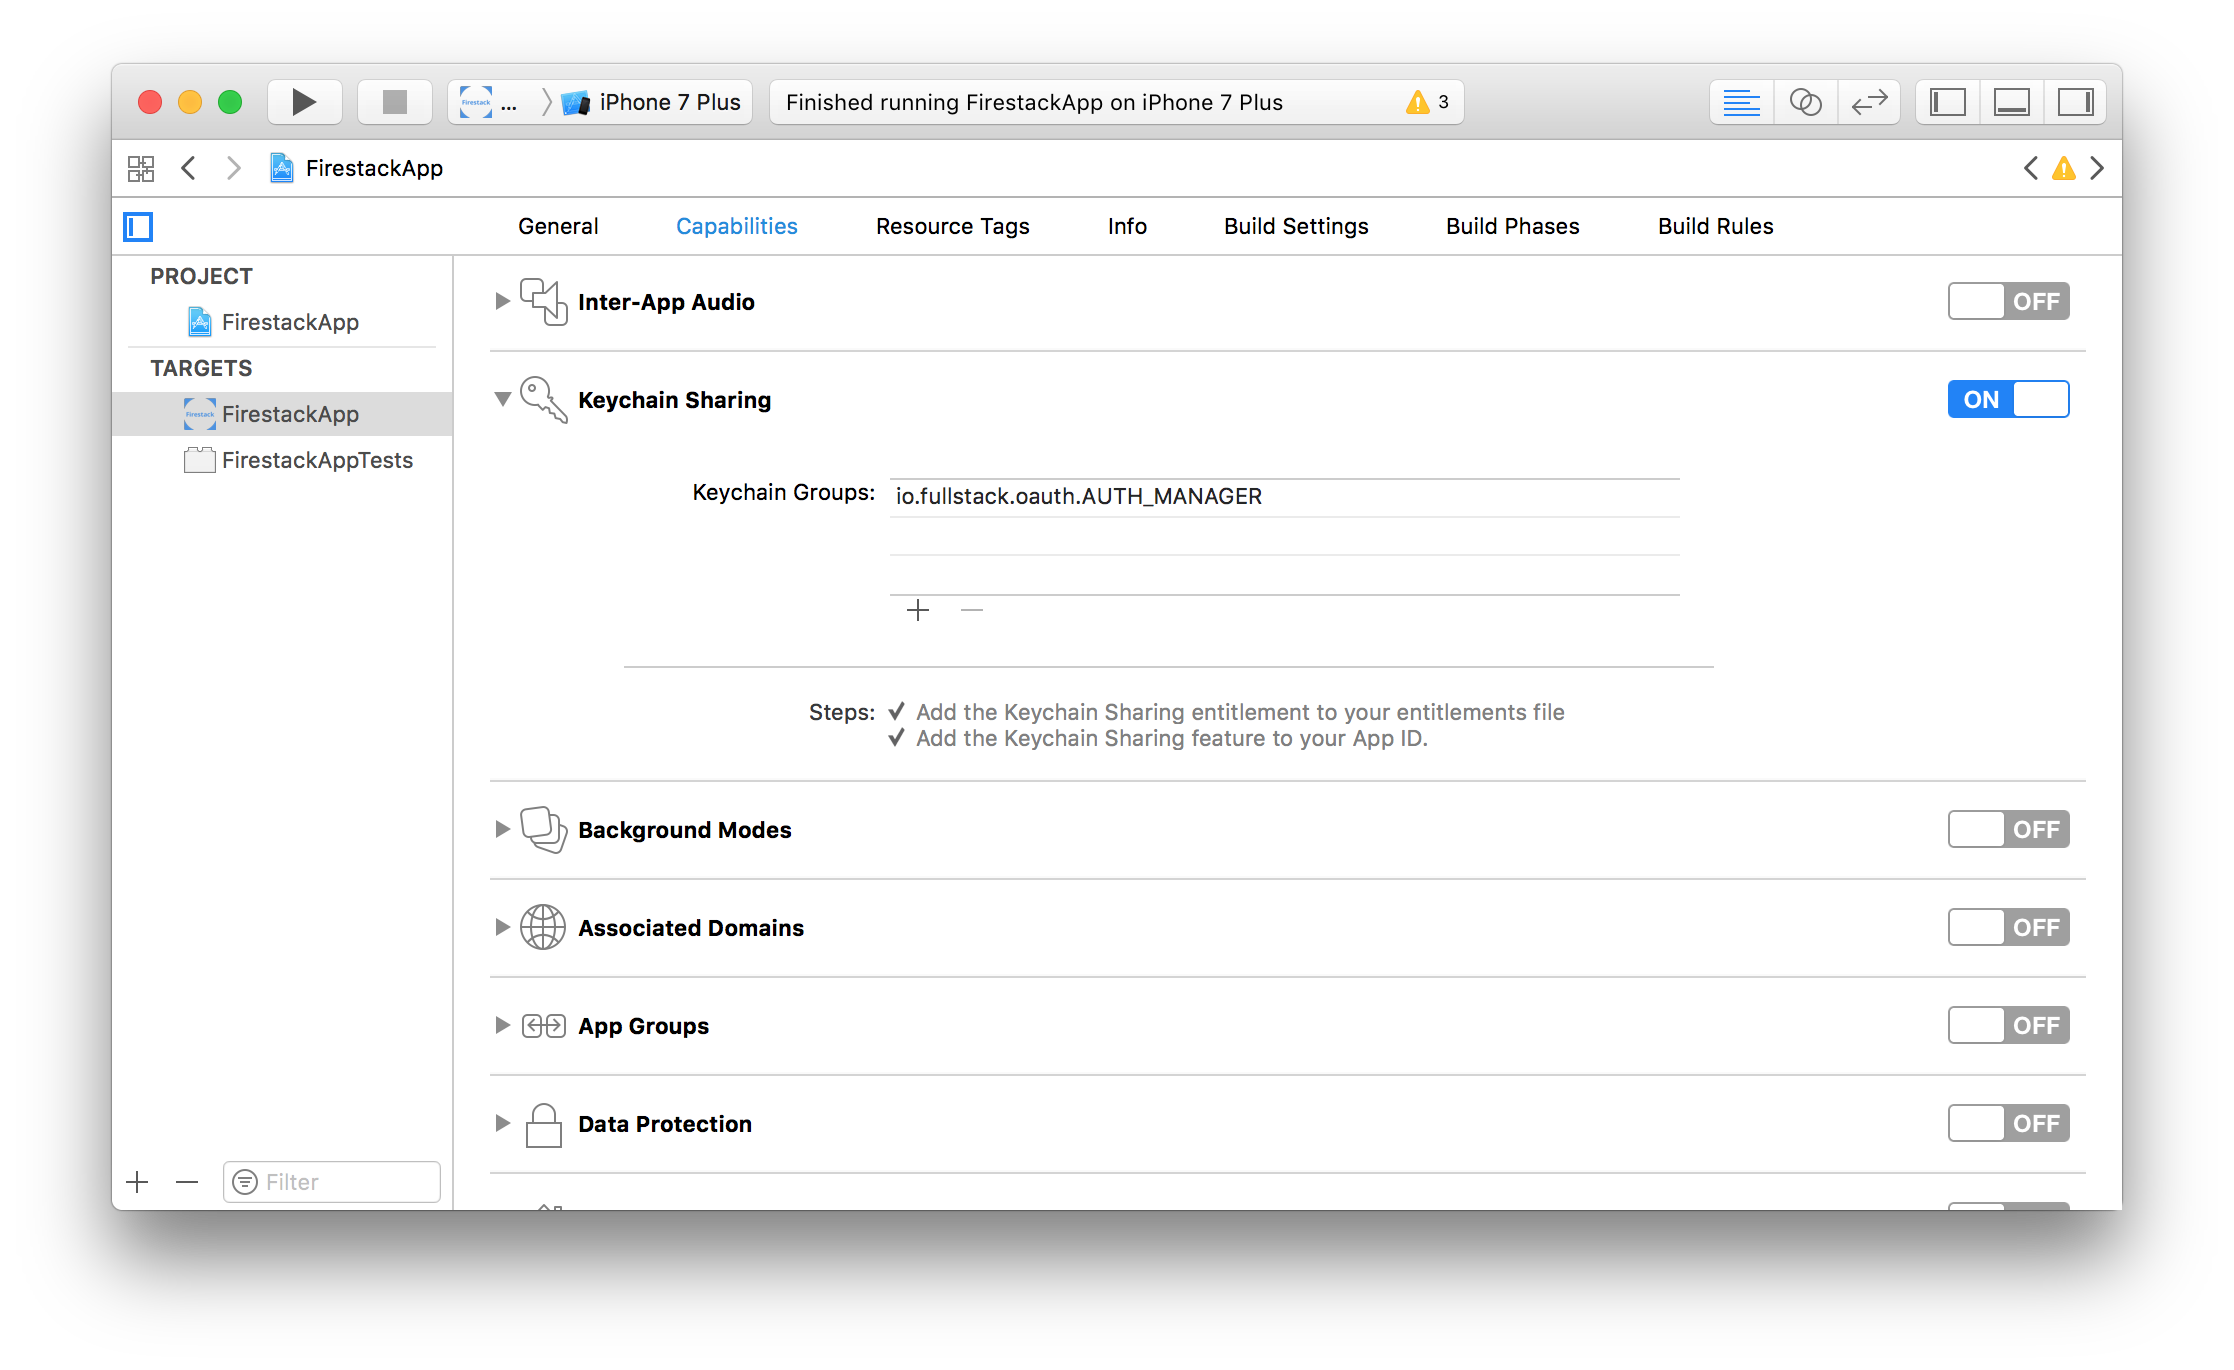 Firestack ... iPhone 7 Plus Finished running FirestackApp on iPhone 7 Plus 3
FirestackApp
General Capabilities Resource Tags Info Build Settings Build Phases Build Rules
PROJECT
FirestackApp
TARGETS
Firestack FirestackApp
FirestackAppTests
Filter
Inter-App Audio OFF
Keychain Sharing ON
Keychain Groups: io.fullstack.oauth.AUTH_MANAGER
Steps: ✓ Add the Keychain Sharing entitlement to your entitlements file
✓ Add the Keychain Sharing feature to your App ID.
Background Modes OFF
Associated Domains OFF
App Groups OFF
Data Protection OFF